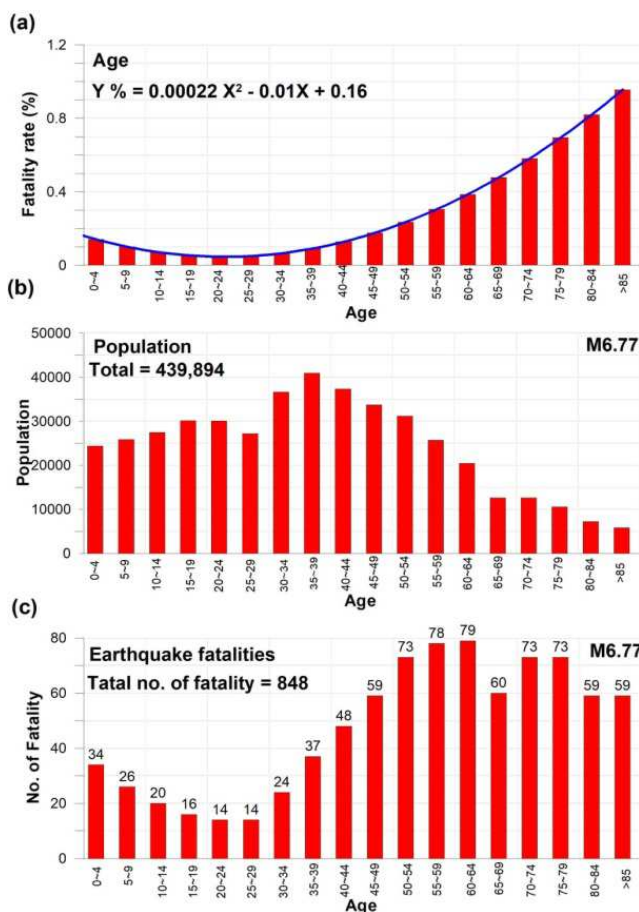 (a)
1.2
0.8
0.4
0
Fatality rate (%)
Age
Y % = 0.00022 X² - 0.01X + 0.16
0~4 5~9 10~14 15~19 20~24 25~29 30~34 35~39 40~44 45~49 50~54 55~59 60~64 65~69 70~74 75~79 80~84 >85
Age
(b)
50000
40000
30000
20000
10000
0
Population
Population
Total = 439,894
M6.77
0~4 5~9 10~14 15~19 20~24 25~29 30~34 35~39 40~44 45~49 50~54 55~59 60~64 65~69 70~74 75~79 80~84 >85
Age
(c)
80
60
40
20
0
No. of Fatality
Earthquake fatalities
Tatal no. of fatality = 848
M6.77
34 26 20 16 14 14 24 37 48 59 73 78 79 60 73 73 59 59
0~4 5~9 10~14 15~19 20~24 25~29 30~34 35~39 40~44 45~49 50~54 55~59 60~64 65~69 70~74 75~79 80~84 >85
Age